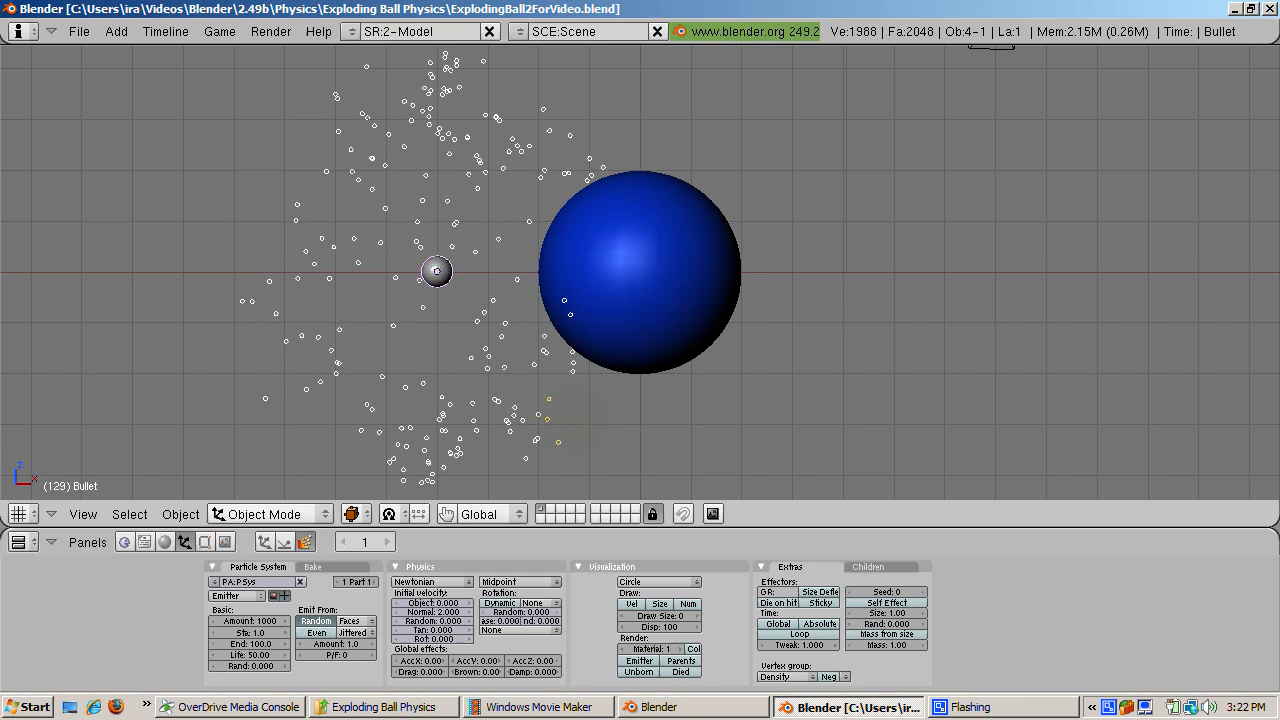 Blender [C:\Users\ira\Videos\Blender\2.49b\Physics\Exploding Ball Physics\ExplodingBall2ForVideo.blend]
File Add Timeline Game Render Help SR:2-Model SCE:Scene www.blender.org 249.2 Ve:1988 | Fa:2048 | Ob:4-1 | La:1 | Mem:2.15M (0.26M) | Time: | Bullet
z
x
(129) Bullet
View Select Object Object Mode Global
Panels 1
Particle System Bake Physics Visualization Extras Children
PA:PSys 1 Part 1 Newtonian Midpoint Circle Effectors: Seed: 0
Emitter Initial velocity: Rotation: Draw: GR: Size Defle Self Effect
Basic: Emit From: Object: 0.000 Dynamic None Vel Size Num Die on hit Sticky Size: 1.00
Amount: 1000 Random Faces Normal: 2.000 Random: 0.000 Draw Size: 0 Time: Rand: 0.000
Sta: 1.0 Even Jittered Random: 0.000 ase: 0.000 nd: 0.000 Disp: 100 Global Absolute Mass from size
End: 100.0 Amount: 1.0 Tan: 0.000 None Render: Loop Mass: 1.00
Life: 50.00 P/F: 0 Rot: 0.000 Material: 1 Col Tweak: 1.000
Rand: 0.000 Global effects: Emitter Parents Vertex group:
AccX: 0.00 AccY: 0.00 AccZ: 0.00 Unborn Died Density Neg
Drag: 0.000 Brown: 0.00 Damp: 0.000
Start OverDrive Media Console Exploding Ball Physics Windows Movie Maker Blender Blender [C:\Users\ir... Flashing 3:22 PM